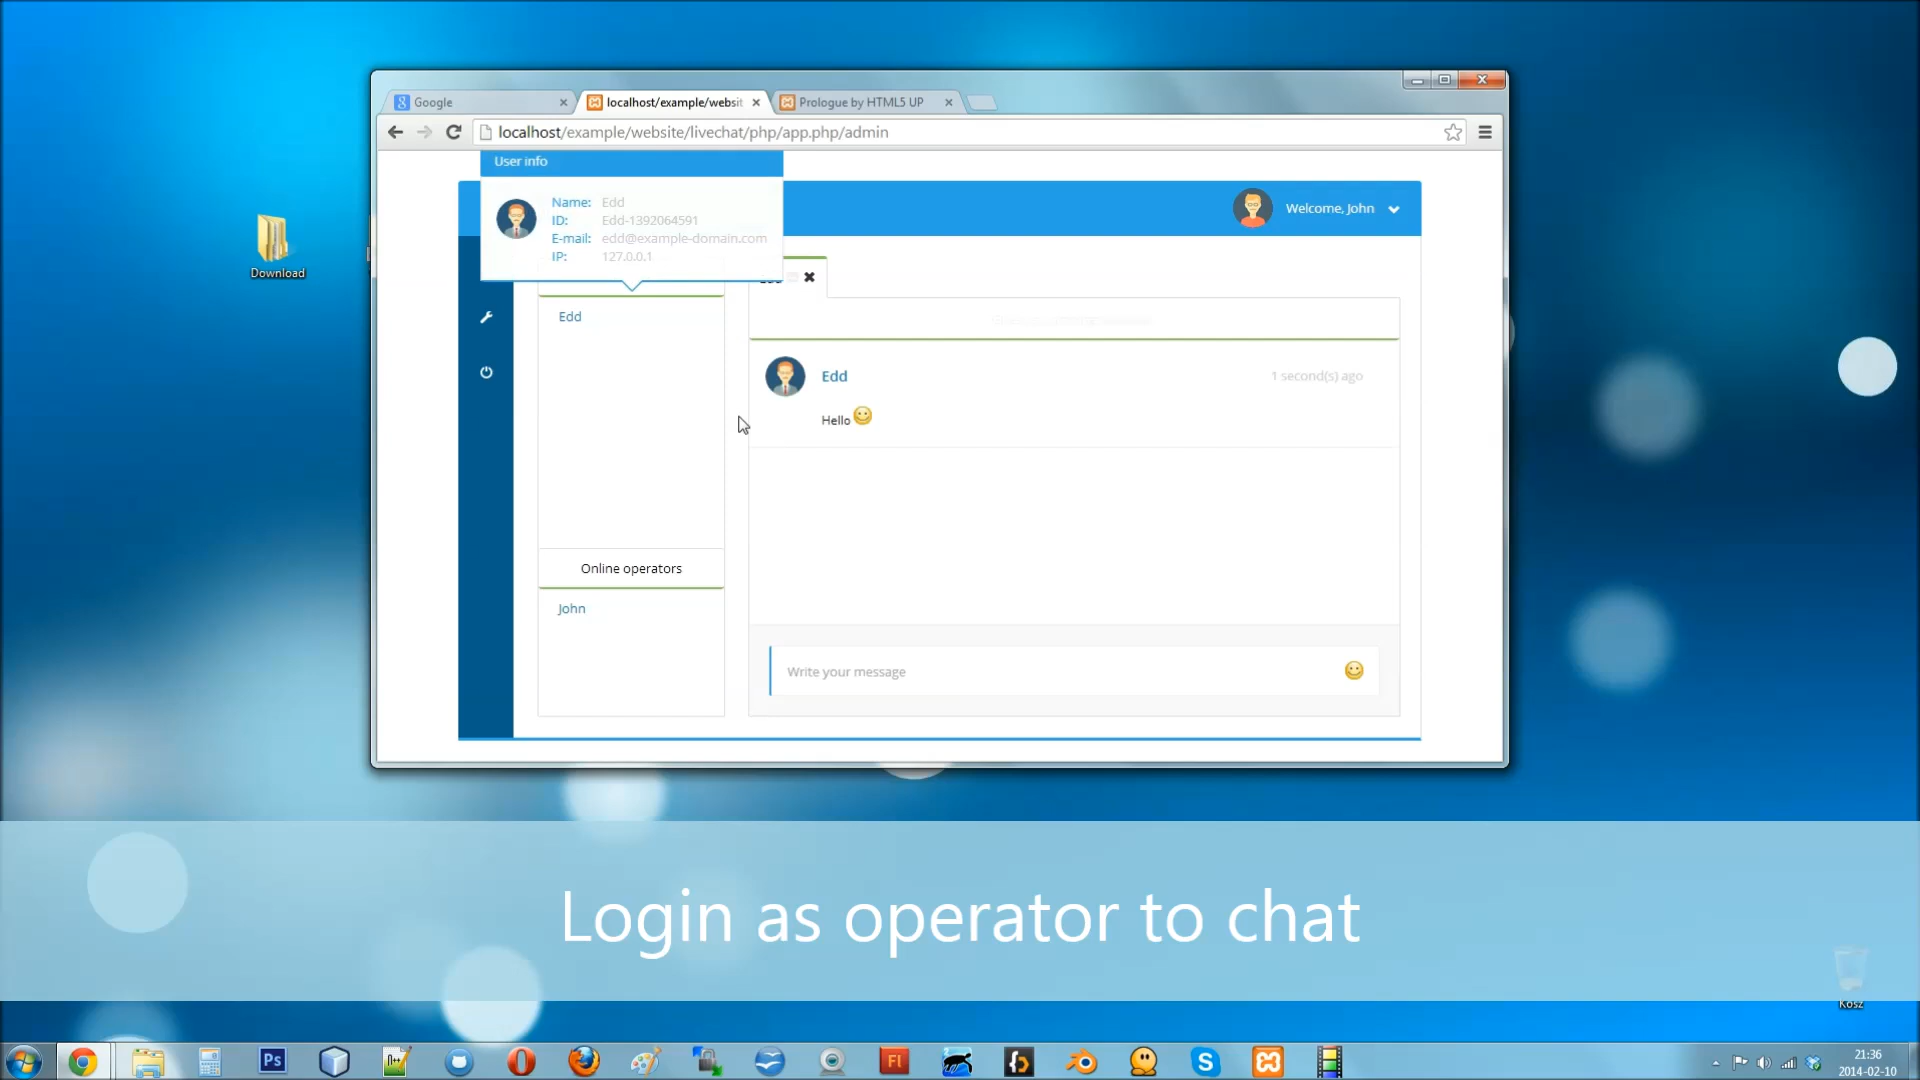 Google
localhost/example/websit
Prologue by HTML5 UP
localhost/example/website/livechat/php/app.php/admin
User info
Name: Edd
ID: Edd-1392064591
E-mail: edd@example-domain.com
IP: 127.0.0.1
Welcome, John
Download
Edd
Edd
1 second(s) ago
Hello
Online operators
John
Write your message
Login as operator to chat
Kosz
Ps
Fl
21:36
2014-02-10